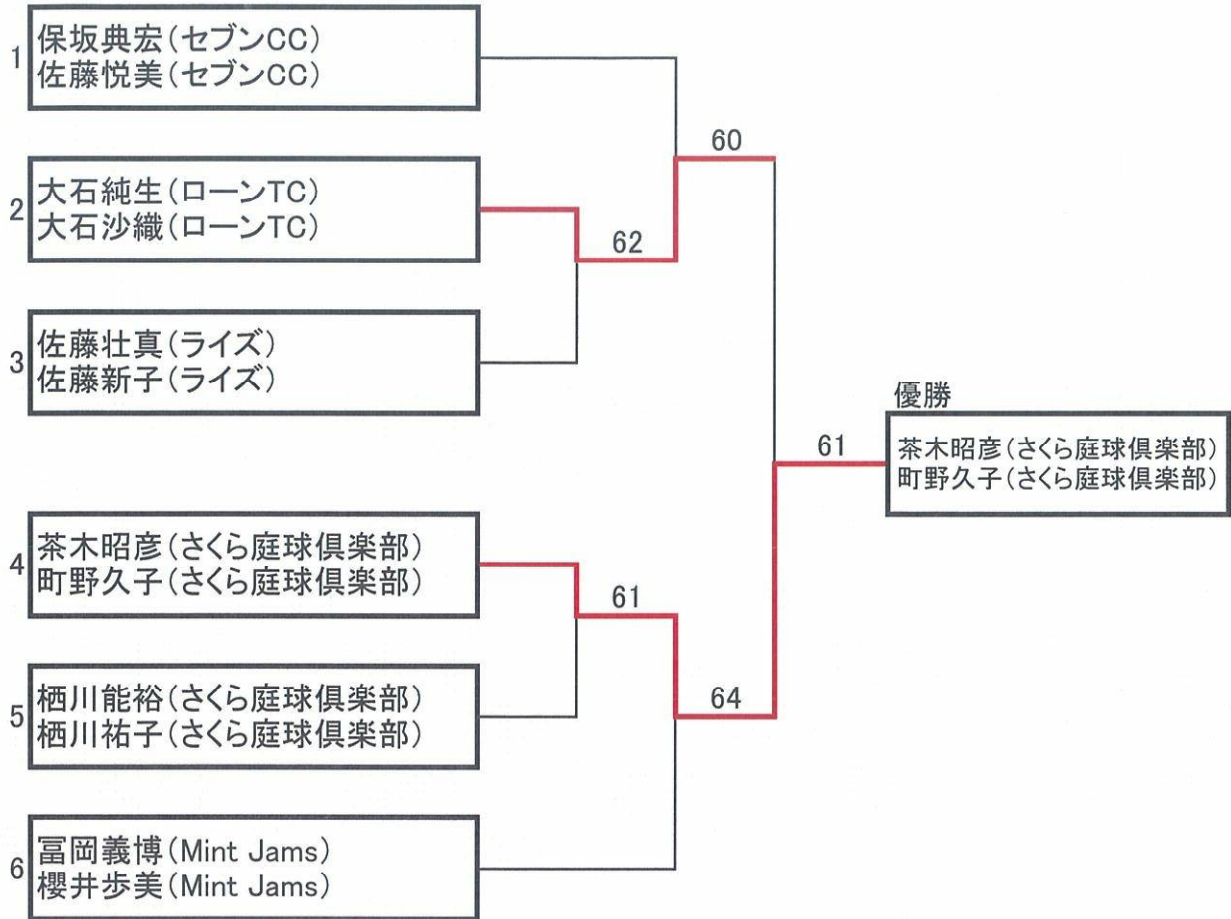 1
保坂典宏(セブンCC)
佐藤悦美(セブンCC)
60
2
大石純生(ローンTC)
大石沙織(ローンTC)
62
3
佐藤壮真(ライズ)
佐藤新子(ライズ)
優勝
61
茶木昭彦(さくら庭球倶楽部)
町野久子(さくら庭球倶楽部)
4
茶木昭彦(さくら庭球倶楽部)
町野久子(さくら庭球倶楽部)
61
5
栖川能裕(さくら庭球倶楽部)
栖川祐子(さくら庭球倶楽部)
64
6
冨岡義博(Mint Jams)
櫻井歩美(Mint Jams)